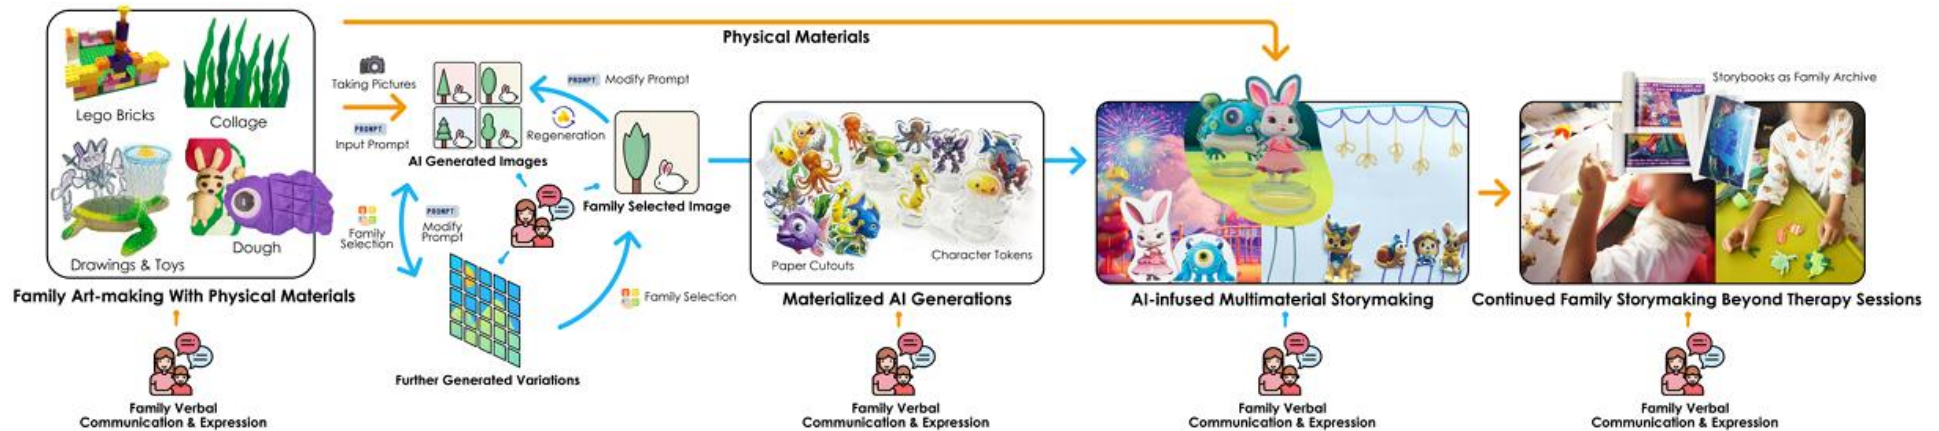 Lego Bricks
Collage
Drawings & Toys
Dough
Family Art-making With Physical Materials
Family Verbal
Communication & Expression
Physical Materials
Taking Pictures
PROMPT
Input Prompt
AI Generated Images
PROMPT Modify Prompt
Regeneration
Family Selected Image
Family
Selection
PROMPT
Modify
Prompt
Further Generated Variations
Family Selection
Paper Cutouts
Character Tokens
Materialized AI Generations
Family Verbal
Communication & Expression
AI-infused Multimaterial Storymaking
Family Verbal
Communication & Expression
Storybooks as Family Archive
Continued Family Storymaking Beyond Therapy Sessions
Family Verbal
Communication & Expression